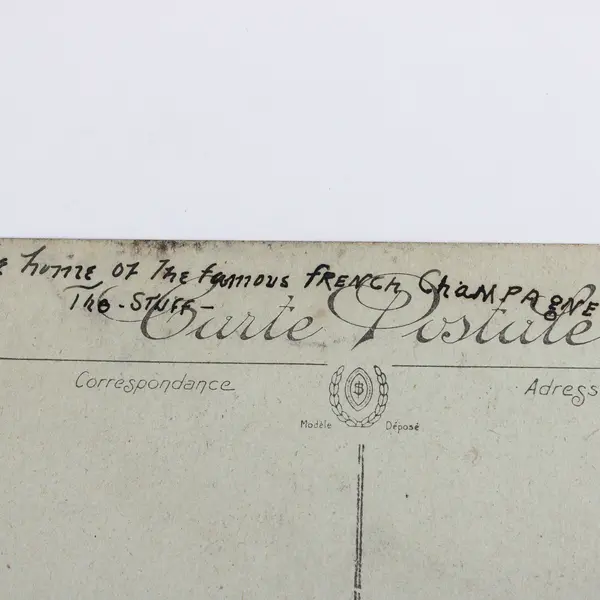 home of The famous FRENCH ChAMPAGNE
The - STUFF -
Carte Postale
Correspondance
Adress
$
Modèle Déposé